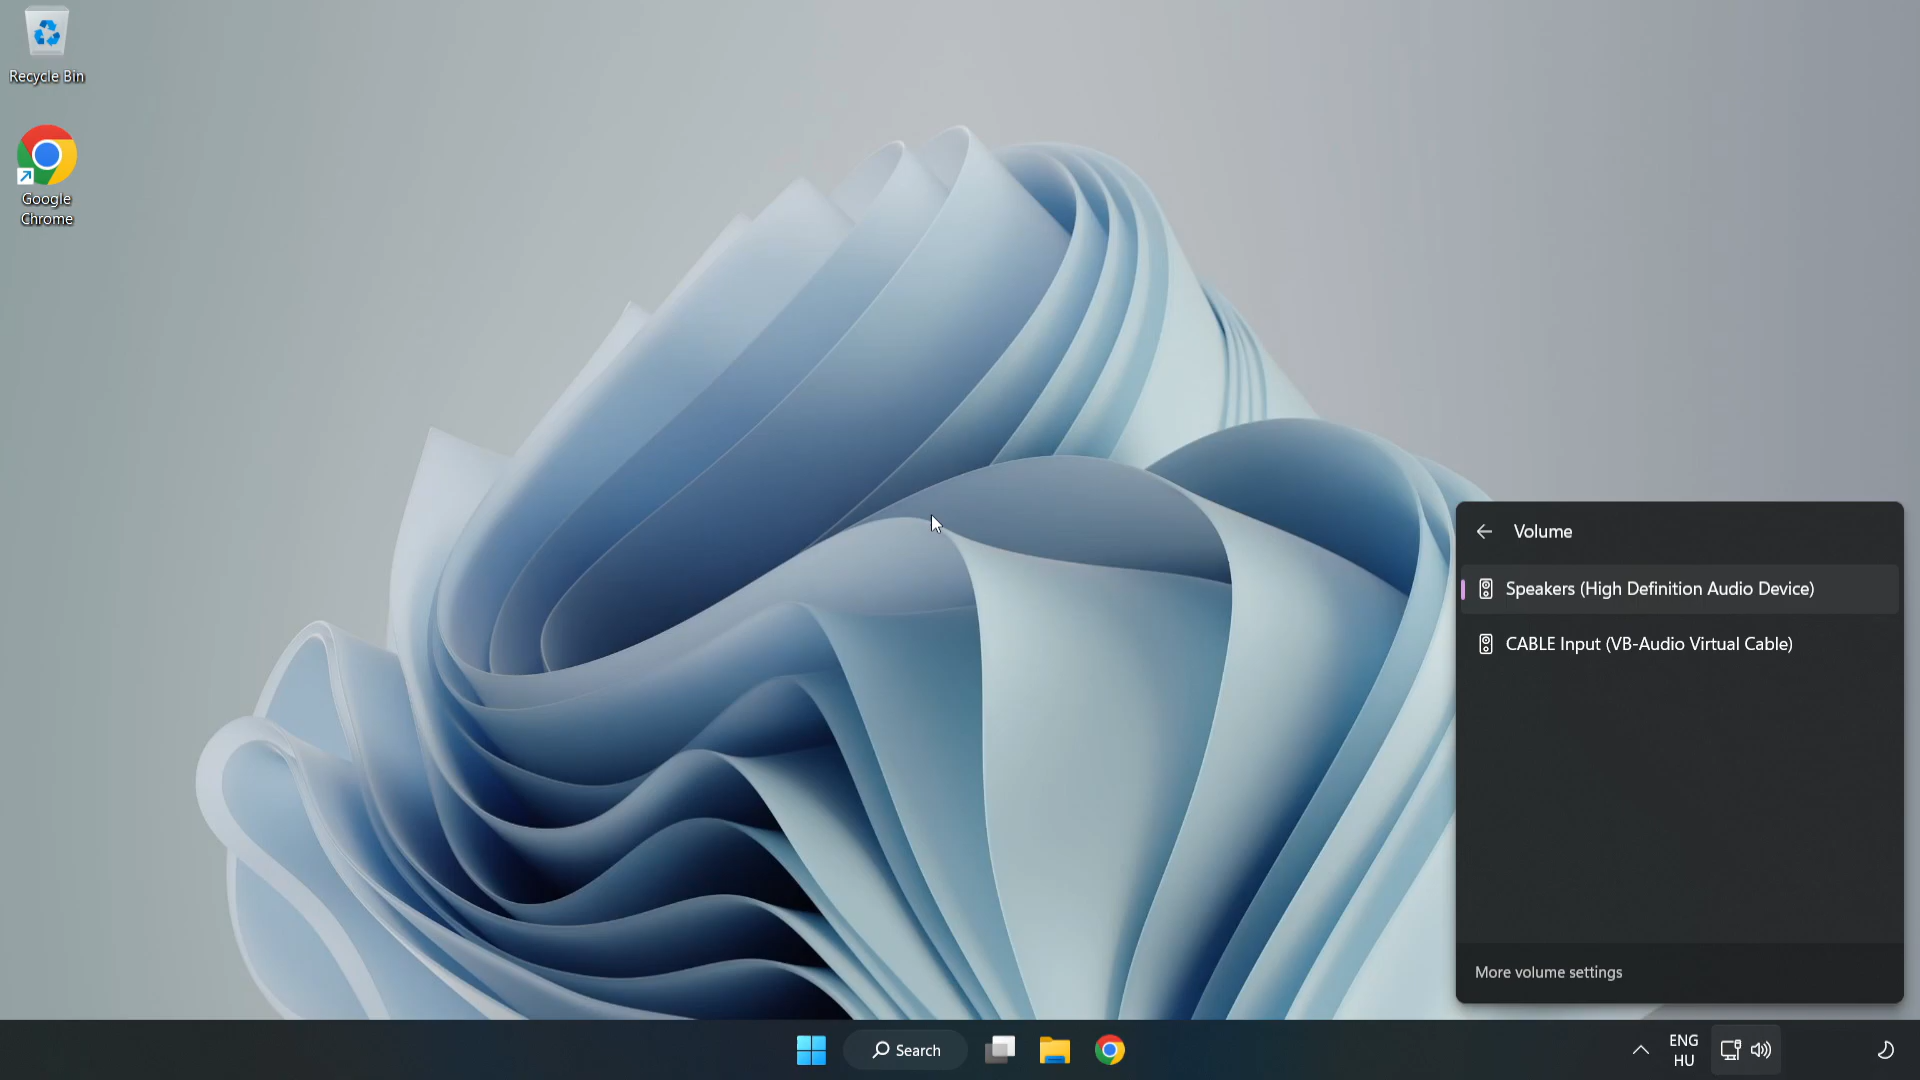 Recycle Bin
Google
Chrome
Volume
Speakers (High Definition Audio Device)
CABLE Input (VB-Audio Virtual Cable)
More volume settings
Search
ENG
HU